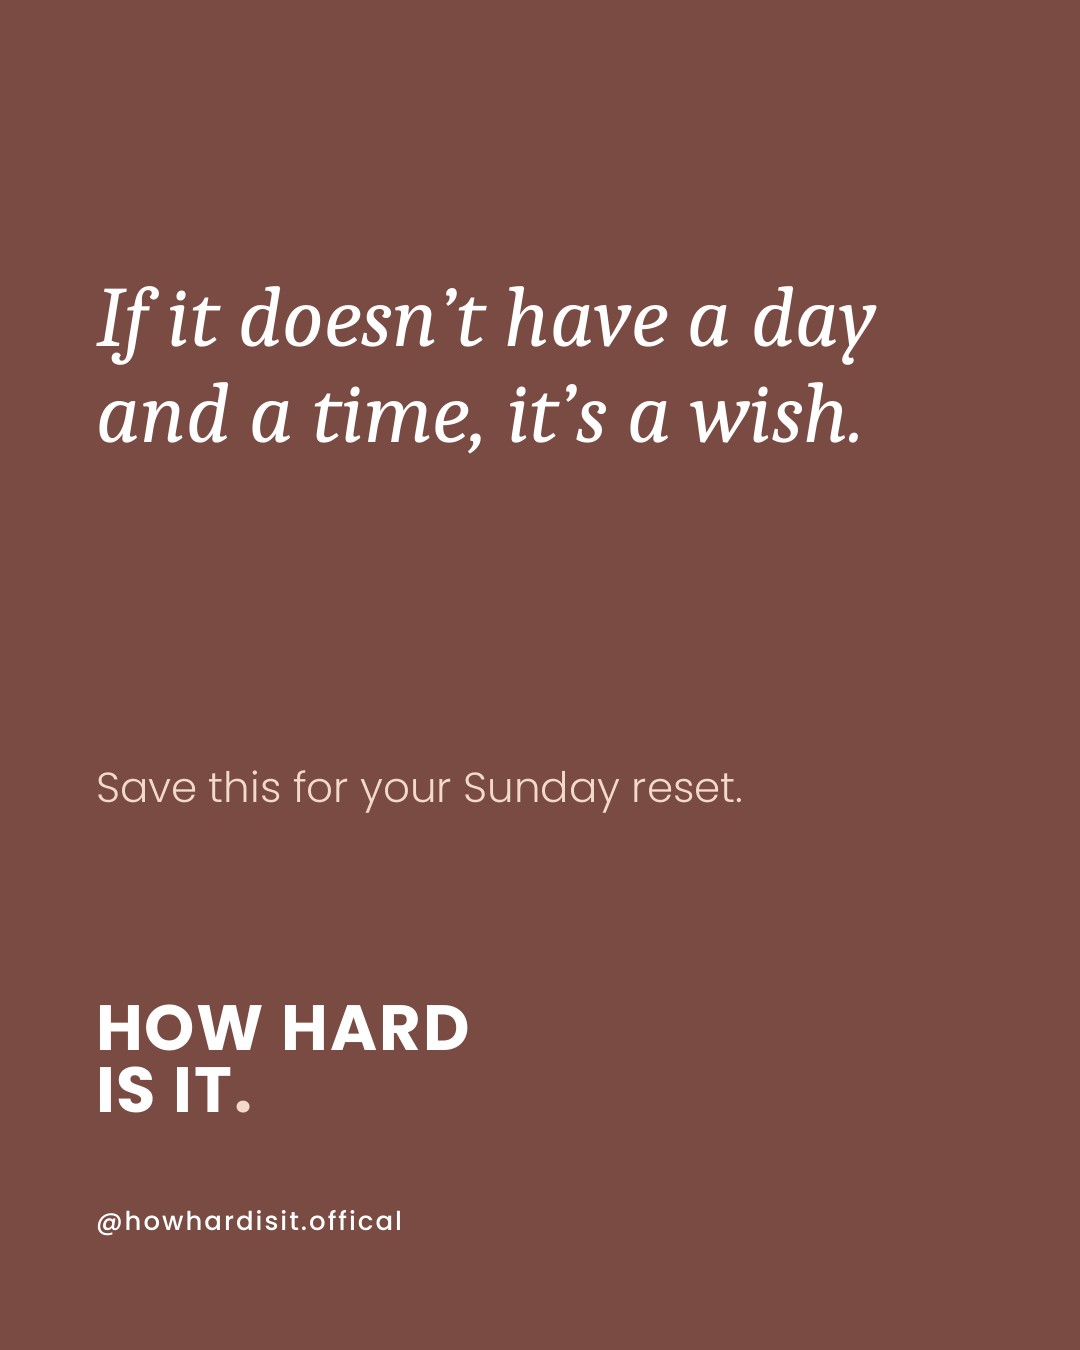 If it doesn’t have a day
and a time, it’s a wish.
Save this for your Sunday reset.
HOW HARD
IS IT.
@howhardisit.offical